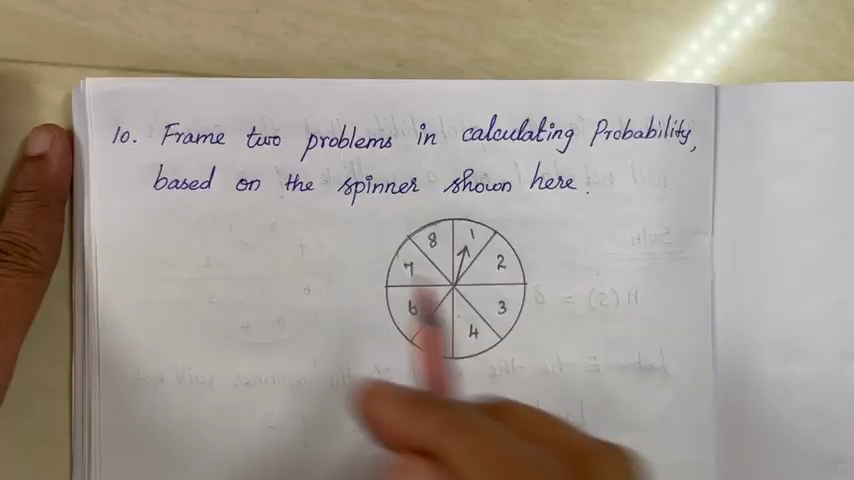 10. Frame two problems in calculating Probability,
based on the spinner shown here.
8 1
7 2
6 3
4